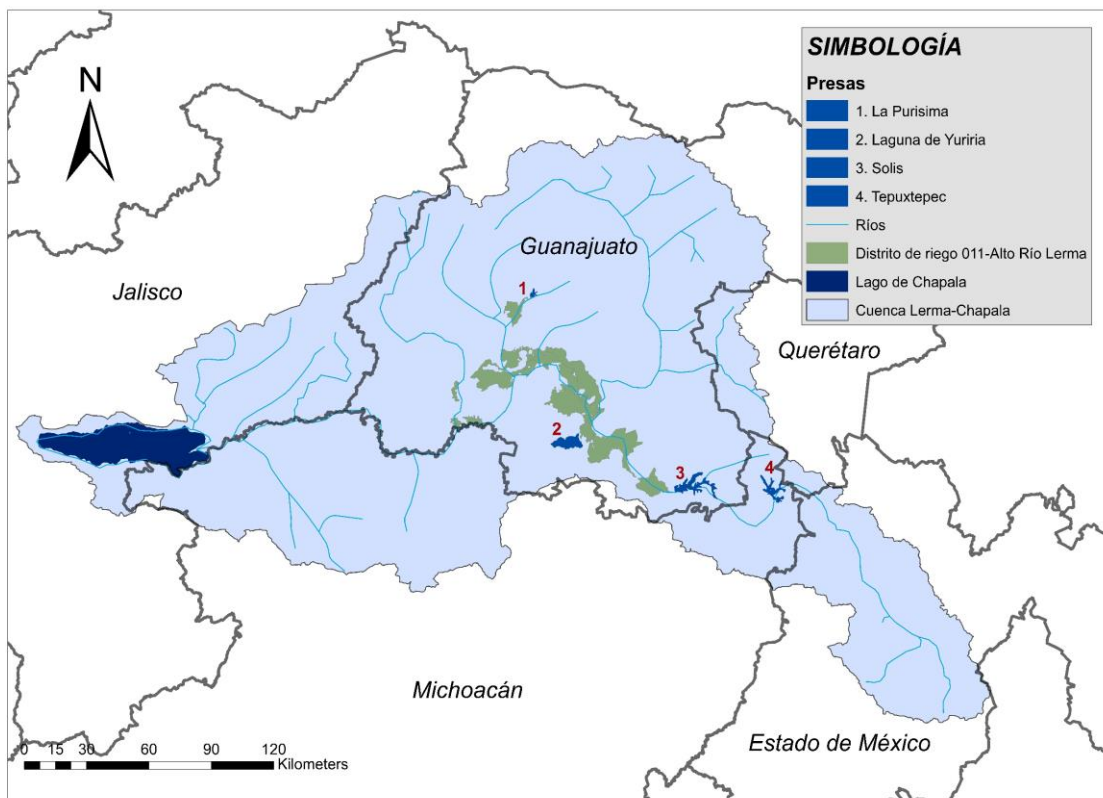 N
SIMBOLOGÍA
Presas
1. La Purisima
2. Laguna de Yuriria
3. Solis
4. Tepuxtepec
Ríos
Distrito de riego 011-Alto Río Lerma
Lago de Chapala
Cuenca Lerma-Chapala
Guanajuato
Jalisco
1
Querétaro
2
3
4
Michoacán
Estado de México
0 15 30 60 90 120
Kilometers